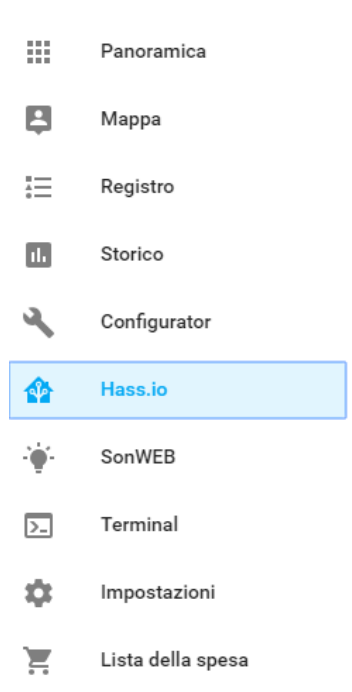 Panoramica
Mappa
Registro
Storico
Configurator
Hass.io
SonWEB
Terminal
Impostazioni
Lista della spesa